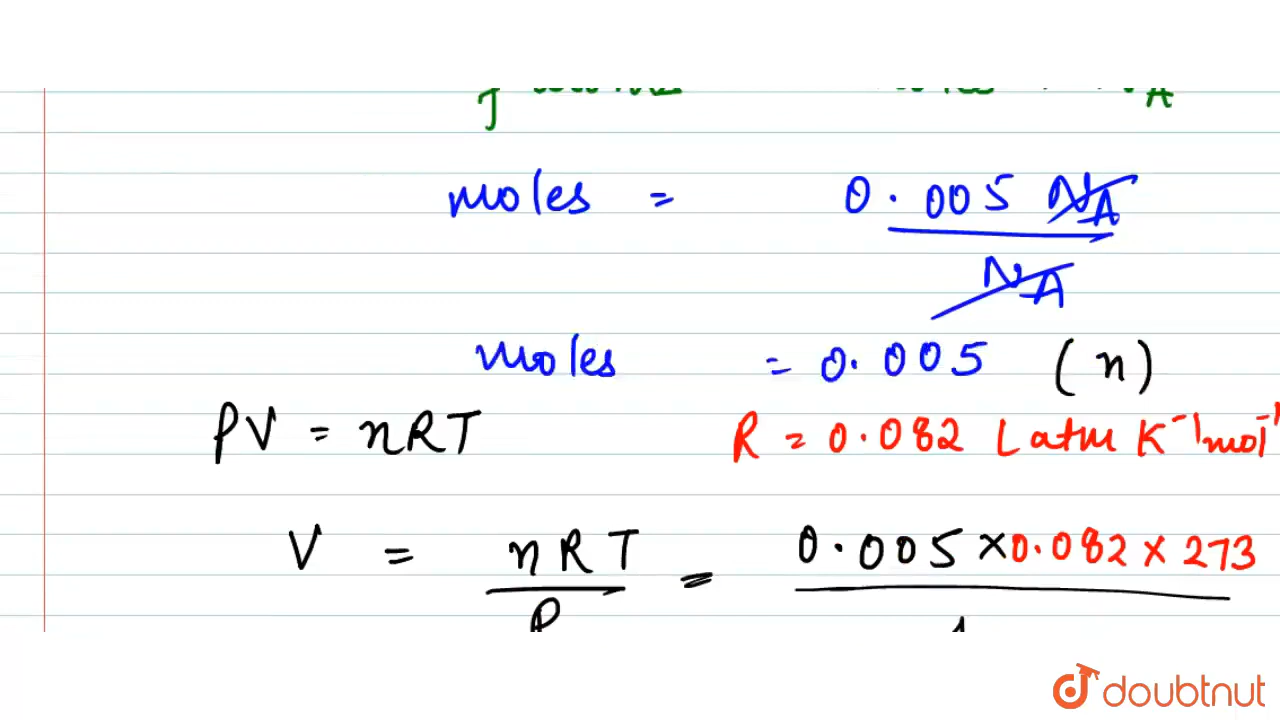 A
moles = 0.005 NA
NA
moles = 0.005 (n)
PV = nRT R = 0.082 L atm K⁻¹ mol⁻¹
V = nRT = 0.005 × 0.082 × 273
P 1
doubtnut